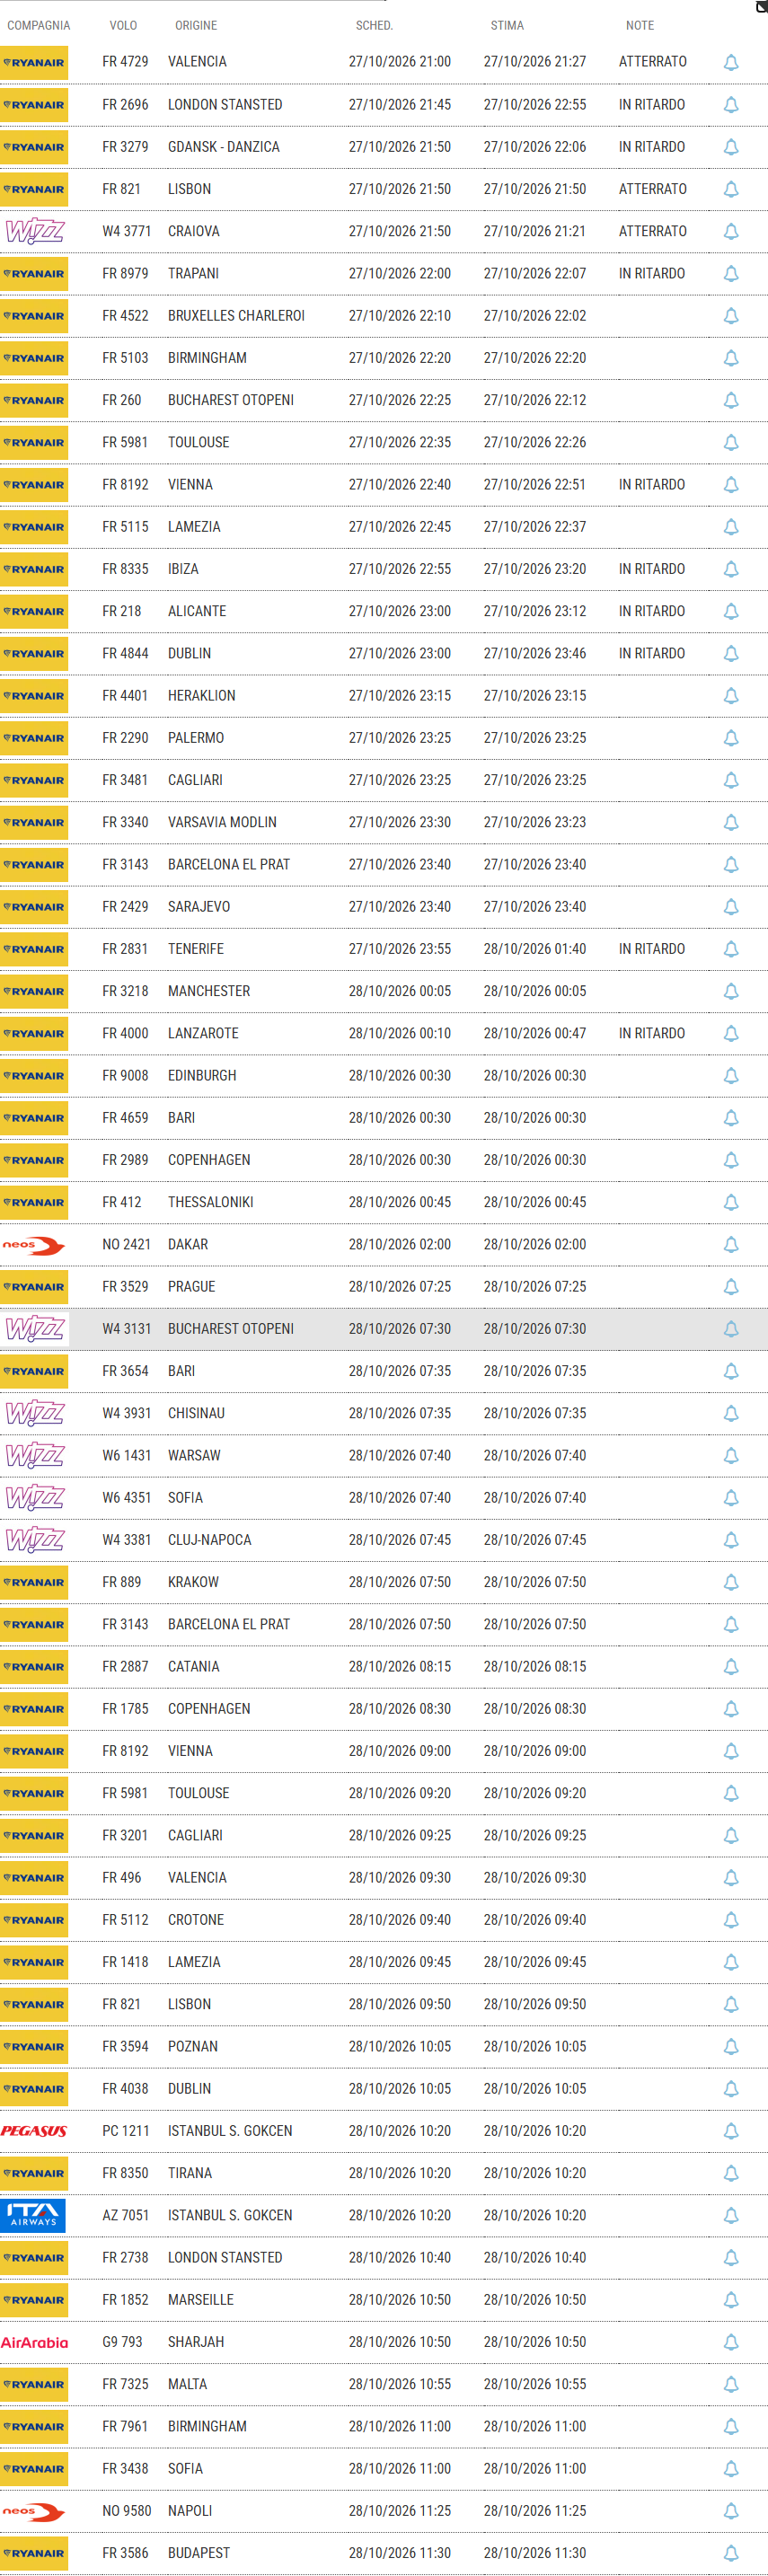 COMPAGNIA VOLO ORIGINE SCHED. STIMA NOTE
RYANAIR FR 4729 VALENCIA 27/10/2026 21:00 27/10/2026 21:27 ATTERRATO
RYANAIR FR 2696 LONDON STANSTED 27/10/2026 21:45 27/10/2026 22:55 IN RITARDO
RYANAIR FR 3279 GDANSK - DANZICA 27/10/2026 21:50 27/10/2026 22:06 IN RITARDO
RYANAIR FR 821 LISBON 27/10/2026 21:50 27/10/2026 21:50 ATTERRATO
WIZZ W4 3771 CRAIOVA 27/10/2026 21:50 27/10/2026 21:21 ATTERRATO
RYANAIR FR 8979 TRAPANI 27/10/2026 22:00 27/10/2026 22:07 IN RITARDO
RYANAIR FR 4522 BRUXELLES CHARLEROI 27/10/2026 22:10 27/10/2026 22:02
RYANAIR FR 5103 BIRMINGHAM 27/10/2026 22:20 27/10/2026 22:20
RYANAIR FR 260 BUCHAREST OTOPENI 27/10/2026 22:25 27/10/2026 22:12
RYANAIR FR 5981 TOULOUSE 27/10/2026 22:35 27/10/2026 22:26
RYANAIR FR 8192 VIENNA 27/10/2026 22:40 27/10/2026 22:51 IN RITARDO
RYANAIR FR 5115 LAMEZIA 27/10/2026 22:45 27/10/2026 22:37
RYANAIR FR 8335 IBIZA 27/10/2026 22:55 27/10/2026 23:20 IN RITARDO
RYANAIR FR 218 ALICANTE 27/10/2026 23:00 27/10/2026 23:12 IN RITARDO
RYANAIR FR 4844 DUBLIN 27/10/2026 23:00 27/10/2026 23:46 IN RITARDO
RYANAIR FR 4401 HERAKLION 27/10/2026 23:15 27/10/2026 23:15
RYANAIR FR 2290 PALERMO 27/10/2026 23:25 27/10/2026 23:25
RYANAIR FR 3481 CAGLIARI 27/10/2026 23:25 27/10/2026 23:25
RYANAIR FR 3340 VARSAVIA MODLIN 27/10/2026 23:30 27/10/2026 23:23
RYANAIR FR 3143 BARCELONA EL PRAT 27/10/2026 23:40 27/10/2026 23:40
RYANAIR FR 2429 SARAJEVO 27/10/2026 23:40 27/10/2026 23:40
RYANAIR FR 2831 TENERIFE 27/10/2026 23:55 28/10/2026 01:40 IN RITARDO
RYANAIR FR 3218 MANCHESTER 28/10/2026 00:05 28/10/2026 00:05
RYANAIR FR 4000 LANZAROTE 28/10/2026 00:10 28/10/2026 00:47 IN RITARDO
RYANAIR FR 9008 EDINBURGH 28/10/2026 00:30 28/10/2026 00:30
RYANAIR FR 4659 BARI 28/10/2026 00:30 28/10/2026 00:30
RYANAIR FR 2989 COPENHAGEN 28/10/2026 00:30 28/10/2026 00:30
RYANAIR FR 412 THESSALONIKI 28/10/2026 00:45 28/10/2026 00:45
neos NO 2421 DAKAR 28/10/2026 02:00 28/10/2026 02:00
RYANAIR FR 3529 PRAGUE 28/10/2026 07:25 28/10/2026 07:25
WIZZ W4 3131 BUCHAREST OTOPENI 28/10/2026 07:30 28/10/2026 07:30
RYANAIR FR 3654 BARI 28/10/2026 07:35 28/10/2026 07:35
WIZZ W4 3931 CHISINAU 28/10/2026 07:35 28/10/2026 07:35
WIZZ W6 1431 WARSAW 28/10/2026 07:40 28/10/2026 07:40
WIZZ W6 4351 SOFIA 28/10/2026 07:40 28/10/2026 07:40
WIZZ W4 3381 CLUJ-NAPOCA 28/10/2026 07:45 28/10/2026 07:45
RYANAIR FR 889 KRAKOW 28/10/2026 07:50 28/10/2026 07:50
RYANAIR FR 3143 BARCELONA EL PRAT 28/10/2026 07:50 28/10/2026 07:50
RYANAIR FR 2887 CATANIA 28/10/2026 08:15 28/10/2026 08:15
RYANAIR FR 1785 COPENHAGEN 28/10/2026 08:30 28/10/2026 08:30
RYANAIR FR 8192 VIENNA 28/10/2026 09:00 28/10/2026 09:00
RYANAIR FR 5981 TOULOUSE 28/10/2026 09:20 28/10/2026 09:20
RYANAIR FR 3201 CAGLIARI 28/10/2026 09:25 28/10/2026 09:25
RYANAIR FR 496 VALENCIA 28/10/2026 09:30 28/10/2026 09:30
RYANAIR FR 5112 CROTONE 28/10/2026 09:40 28/10/2026 09:40
RYANAIR FR 1418 LAMEZIA 28/10/2026 09:45 28/10/2026 09:45
RYANAIR FR 821 LISBON 28/10/2026 09:50 28/10/2026 09:50
RYANAIR FR 3594 POZNAN 28/10/2026 10:05 28/10/2026 10:05
RYANAIR FR 4038 DUBLIN 28/10/2026 10:05 28/10/2026 10:05
PEGASUS PC 1211 ISTANBUL S. GOKCEN 28/10/2026 10:20 28/10/2026 10:20
RYANAIR FR 8350 TIRANA 28/10/2026 10:20 28/10/2026 10:20
ITA AIRWAYS AZ 7051 ISTANBUL S. GOKCEN 28/10/2026 10:20 28/10/2026 10:20
RYANAIR FR 2738 LONDON STANSTED 28/10/2026 10:40 28/10/2026 10:40
RYANAIR FR 1852 MARSEILLE 28/10/2026 10:50 28/10/2026 10:50
AirArabia G9 793 SHARJAH 28/10/2026 10:50 28/10/2026 10:50
RYANAIR FR 7325 MALTA 28/10/2026 10:55 28/10/2026 10:55
RYANAIR FR 7961 BIRMINGHAM 28/10/2026 11:00 28/10/2026 11:00
RYANAIR FR 3438 SOFIA 28/10/2026 11:00 28/10/2026 11:00
neos NO 9580 NAPOLI 28/10/2026 11:25 28/10/2026 11:25
RYANAIR FR 3586 BUDAPEST 28/10/2026 11:30 28/10/2026 11:30